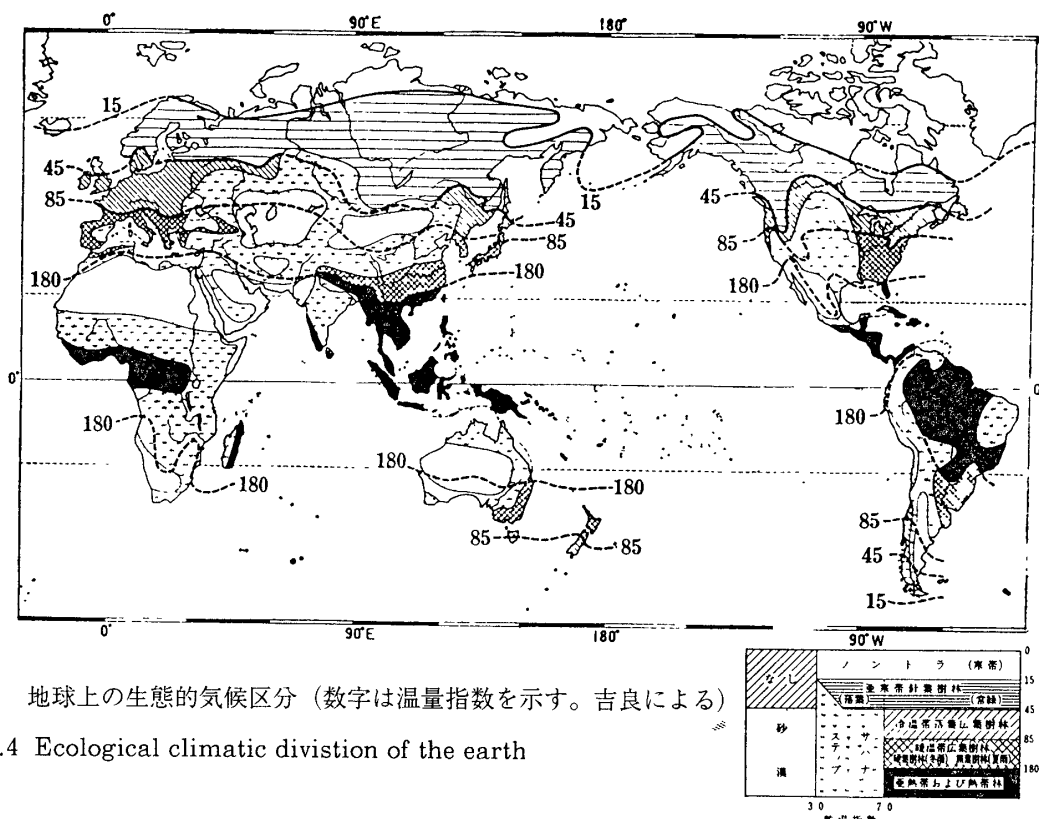 0° 90°E 180° 90°W
15
45
85
180
15
45
85
180
45
85
180
0° 0
180
180
180
180
180
85
85
85
45
15
0° 90°E 180° 90°W
地球上の生態的気候区分(数字は温量指数を示す。吉良による)
.4 Ecological climatic divistion of the earth
なし
砂漠
ステップ
サバナ
ツンドラ(寒帯)
亜寒帯針葉樹林
(落葉) (常緑)
冷温帯落葉広葉樹林
暖温帯広葉樹林
亜熱帯および熱帯林
0
15
45
85
180
30 70